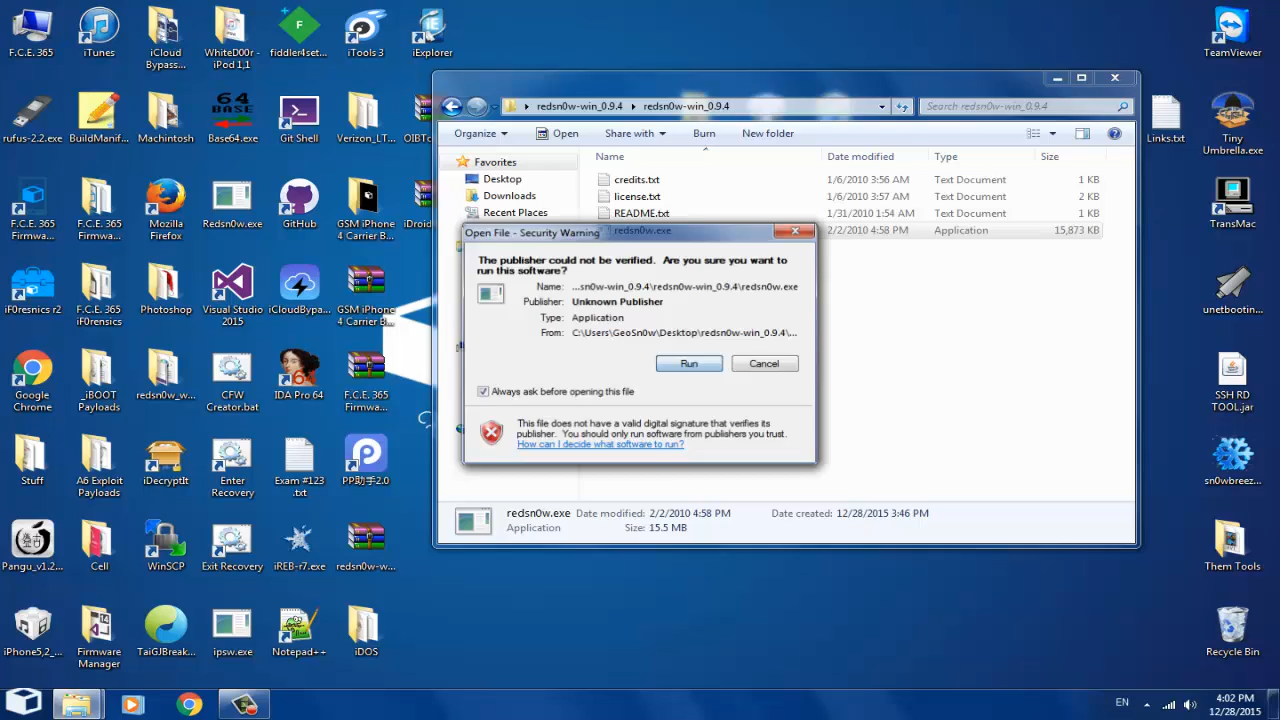 F.C.E. 365
iTunes
iCloud
Bypass...
WhiteD00r -
iPod 1,1
fiddler4set...
iTools 3
iExplorer
TeamViewer
rufus-2.2.exe
BuildManif...
Machintosh
64
BASE
Base64.exe
Git Shell
Verizon_LT...
OIBTC
Links.txt
Tiny
Umbrella.exe
F.C.E. 365
Firmwa...
F.C.E. 365
Firmwa...
Mozilla
Firefox
Redsn0w.exe
GitHub
GSM iPhone
4 Carrier B...
iDroid
TransMac
iF0resnics r2
F.C.E. 365
iF0rensics
Photoshop
Visual Studio
2015
iCloudBypa...
GSM iPhone
4 Carrier B...
unetbootin...
Google
Chrome
_iBOOT
Payloads
redsn0w_w...
CFW
Creator.bat
IDA Pro 64
F.C.E. 365
Firmwa...
SSH RD
TOOL.jar
Stuff
A6 Exploit
Payloads
iDecryptIt
Enter
Recovery
Exam #123
.txt
PP助手2.0
sn0wbreez...
Pangu_v1.2...
Cell
WinSCP
Exit Recovery
iREB-r7.exe
redsn0w-w...
Them Tools
iPhone5,2_...
Firmware
Manager
TaiGJBreak...
ipsw.exe
Notepad++
iDOS
Recycle Bin
redsn0w-win_0.9.4
redsn0w-win_0.9.4
Search redsn0w-win_0.9.4
Organize
Open
Share with
Burn
New folder
Favorites
Desktop
Downloads
Recent Places
Name
Date modified
Type
Size
credits.txt
1/6/2010 3:56 AM
Text Document
1 KB
license.txt
1/6/2010 3:57 AM
Text Document
2 KB
README.txt
1/31/2010 1:54 AM
Text Document
1 KB
redsn0w.exe
2/2/2010 4:58 PM
Application
15,873 KB
Open File - Security Warning
The publisher could not be verified. Are you sure you want to
run this software?
Name: ...sn0w-win_0.9.4\redsn0w-win_0.9.4\redsn0w.exe
Publisher: Unknown Publisher
Type: Application
From: C:\Users\GeoSn0w\Desktop\redsn0w-win_0.9.4\...
Run
Cancel
Always ask before opening this file
This file does not have a valid digital signature that verifies its
publisher. You should only run software from publishers you trust.
How can I decide what software to run?
redsn0w.exe Date modified: 2/2/2010 4:58 PM Date created: 12/28/2015 3:46 PM
Application Size: 15.5 MB
EN
4:02 PM
12/28/2015